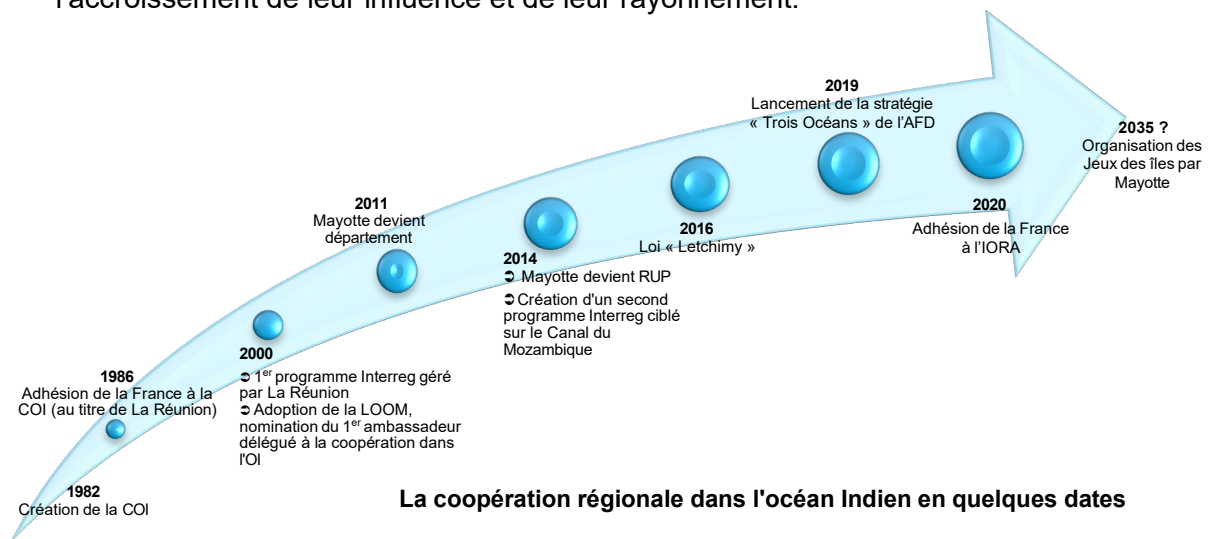 l'accroissement de leur influence et de leur rayonnement.
2019
Lancement de la stratégie
« Trois Océans » de l'AFD
2035 ?
Organisation des
Jeux des îles par
Mayotte
2011
Mayotte devient
département
2020
Adhésion de la France
à l'IORA
2016
Loi « Letchimy »
2014
➲ Mayotte devient RUP
➲ Création d'un second
programme Interreg ciblé
sur le Canal du
Mozambique
2000
➲ 1er programme Interreg géré
par La Réunion
➲ Adoption de la LOOM,
nomination du 1er ambassadeur
délégué à la coopération dans
l'OI
1986
Adhésion de la France à la
COI (au titre de La Réunion)
1982
Création de la COI
La coopération régionale dans l'océan Indien en quelques dates